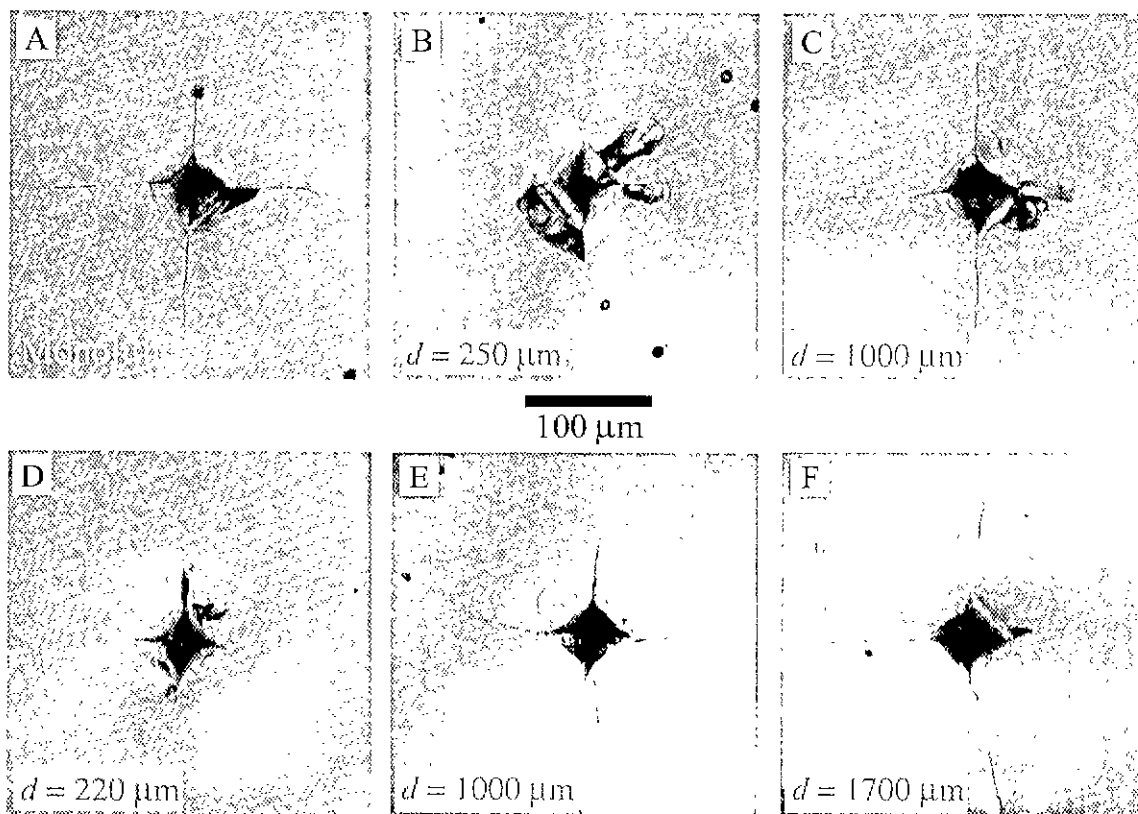 A
B
C
d = 250 μm
d = 1000 μm
100 μm
D
E
F
d = 220 μm
d = 1000 μm
d = 1700 μm